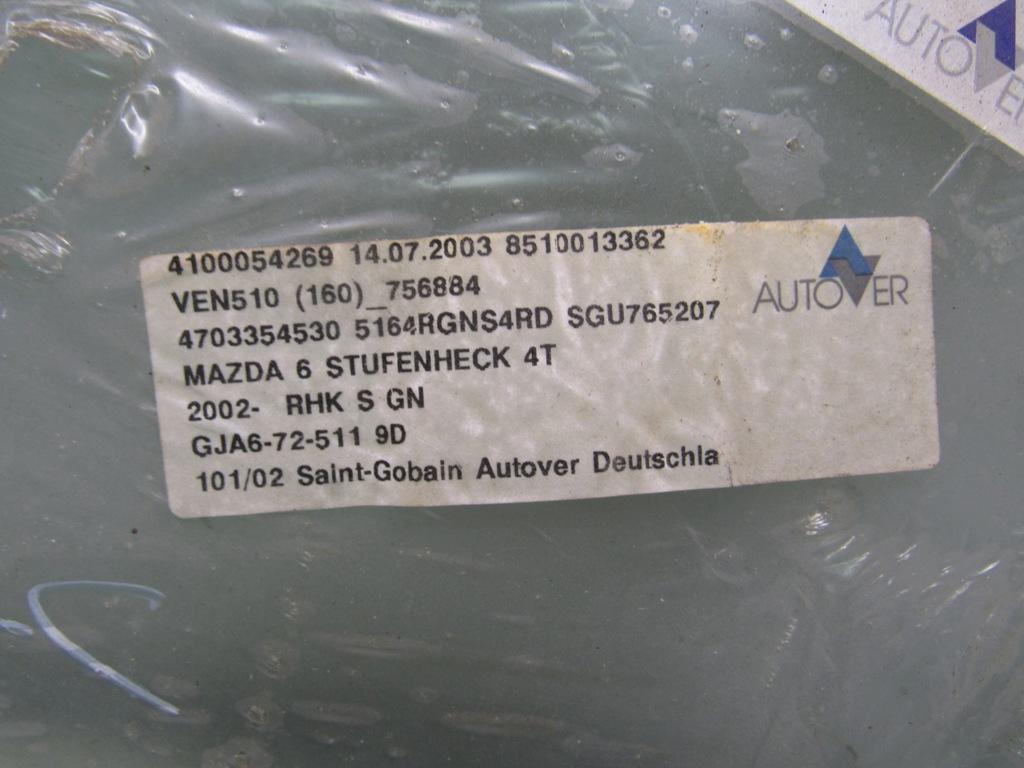 AUTOVER
4100054269 14.07.2003 8510013362
VEN510 (160)_756884
4703354530 5164RGNS4RD SGU765207
MAZDA 6 STUFENHECK 4T
2002- RHK S GN
GJA6-72-511 9D
101/02 Saint-Gobain Autover Deutschla
AUTOVER